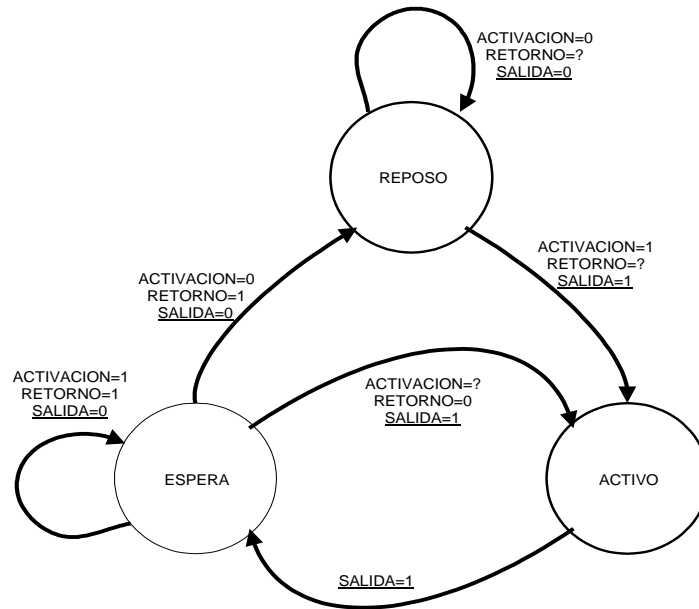 ACTIVACION=0
RETORNO=?
SALIDA=0
REPOSO
ACTIVACION=1
RETORNO=?
SALIDA=1
ACTIVACION=0
RETORNO=1
SALIDA=0
ACTIVACION=1
RETORNO=1
SALIDA=0
ACTIVACION=?
RETORNO=0
SALIDA=1
ESPERA
ACTIVO
SALIDA=1